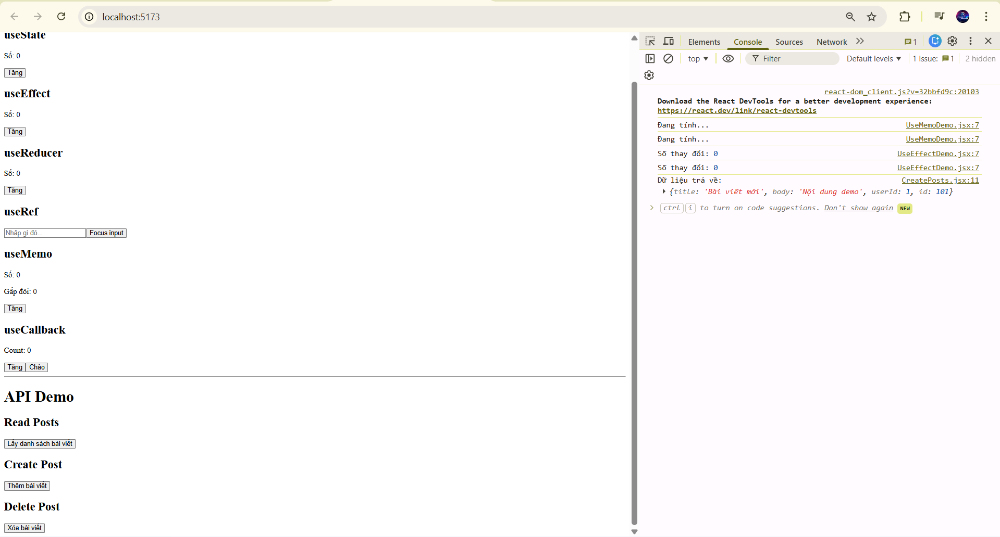 localhost:5173
useState
Số: 0
Tăng
useEffect
Số: 0
Tăng
useReducer
Số: 0
Tăng
useRef
Nhập gì đó... Focus input
useMemo
Số: 0
Gấp đôi: 0
Tăng
useCallback
Count: 0
Tăng Chào
API Demo
Read Posts
Lấy danh sách bài viết
Create Post
Thêm bài viết
Delete Post
Xóa bài viết
Elements Console Sources Network 1
top Filter Default levels 1 Issue: 1 2 hidden
react-dom_client.js?v=32bbfd9c:20103
Download the React DevTools for a better development experience:
https://react.dev/link/react-devtools
Đang tính... UseMemoDemo.jsx:7
Đang tính... UseMemoDemo.jsx:7
Số thay đổi: 0 UseEffectDemo.jsx:7
Số thay đổi: 0 UseEffectDemo.jsx:7
Dữ liệu trả về: CreatePosts.jsx:11
{title: 'Bài viết mới', body: 'Nội dung demo', userId: 1, id: 101}
ctrl i to turn on code suggestions. Don't show again NEW